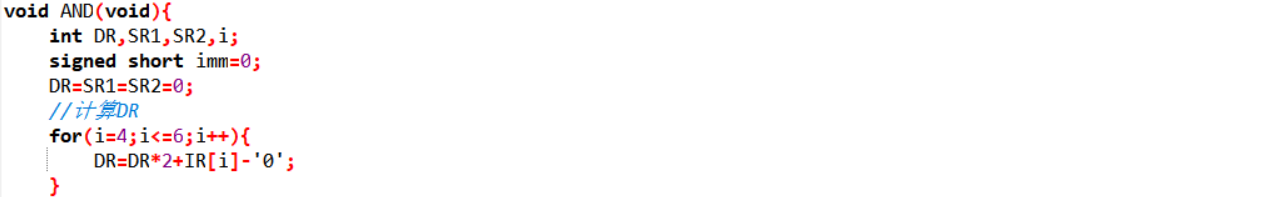 void AND(void){
    int DR,SR1,SR2,i;
    signed short imm=0;
    DR=SR1=SR2=0;
    //计算DR
    for(i=4;i<=6;i++){
        DR=DR*2+IR[i]-'0';
    }